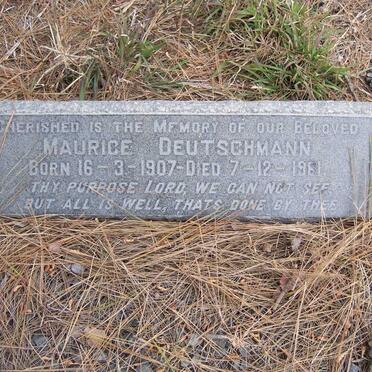 CHERISHED IS THE MEMORY OF OUR BELOVED
MAURICE DEUTSCHMANN
BORN 16-3-1907-DIED 7-12-1961
THY PURPOSE LORD, WE CAN NOT SEE
BUT ALL IS WELL, THATS DONE BY THEE